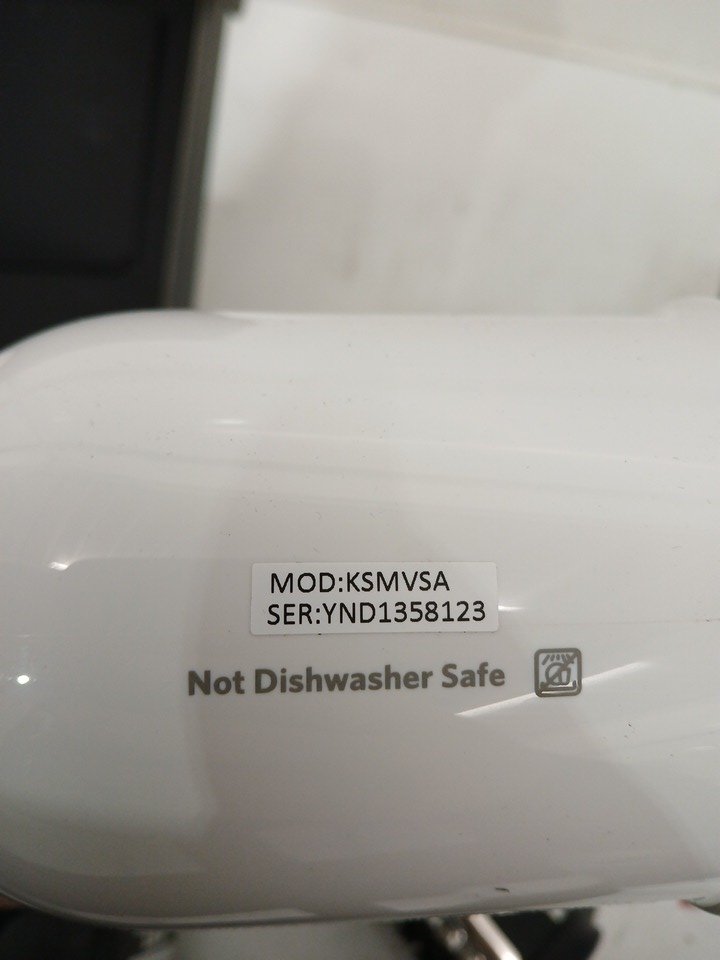 MOD:KSMVSA
SER:YND1358123
Not Dishwasher Safe